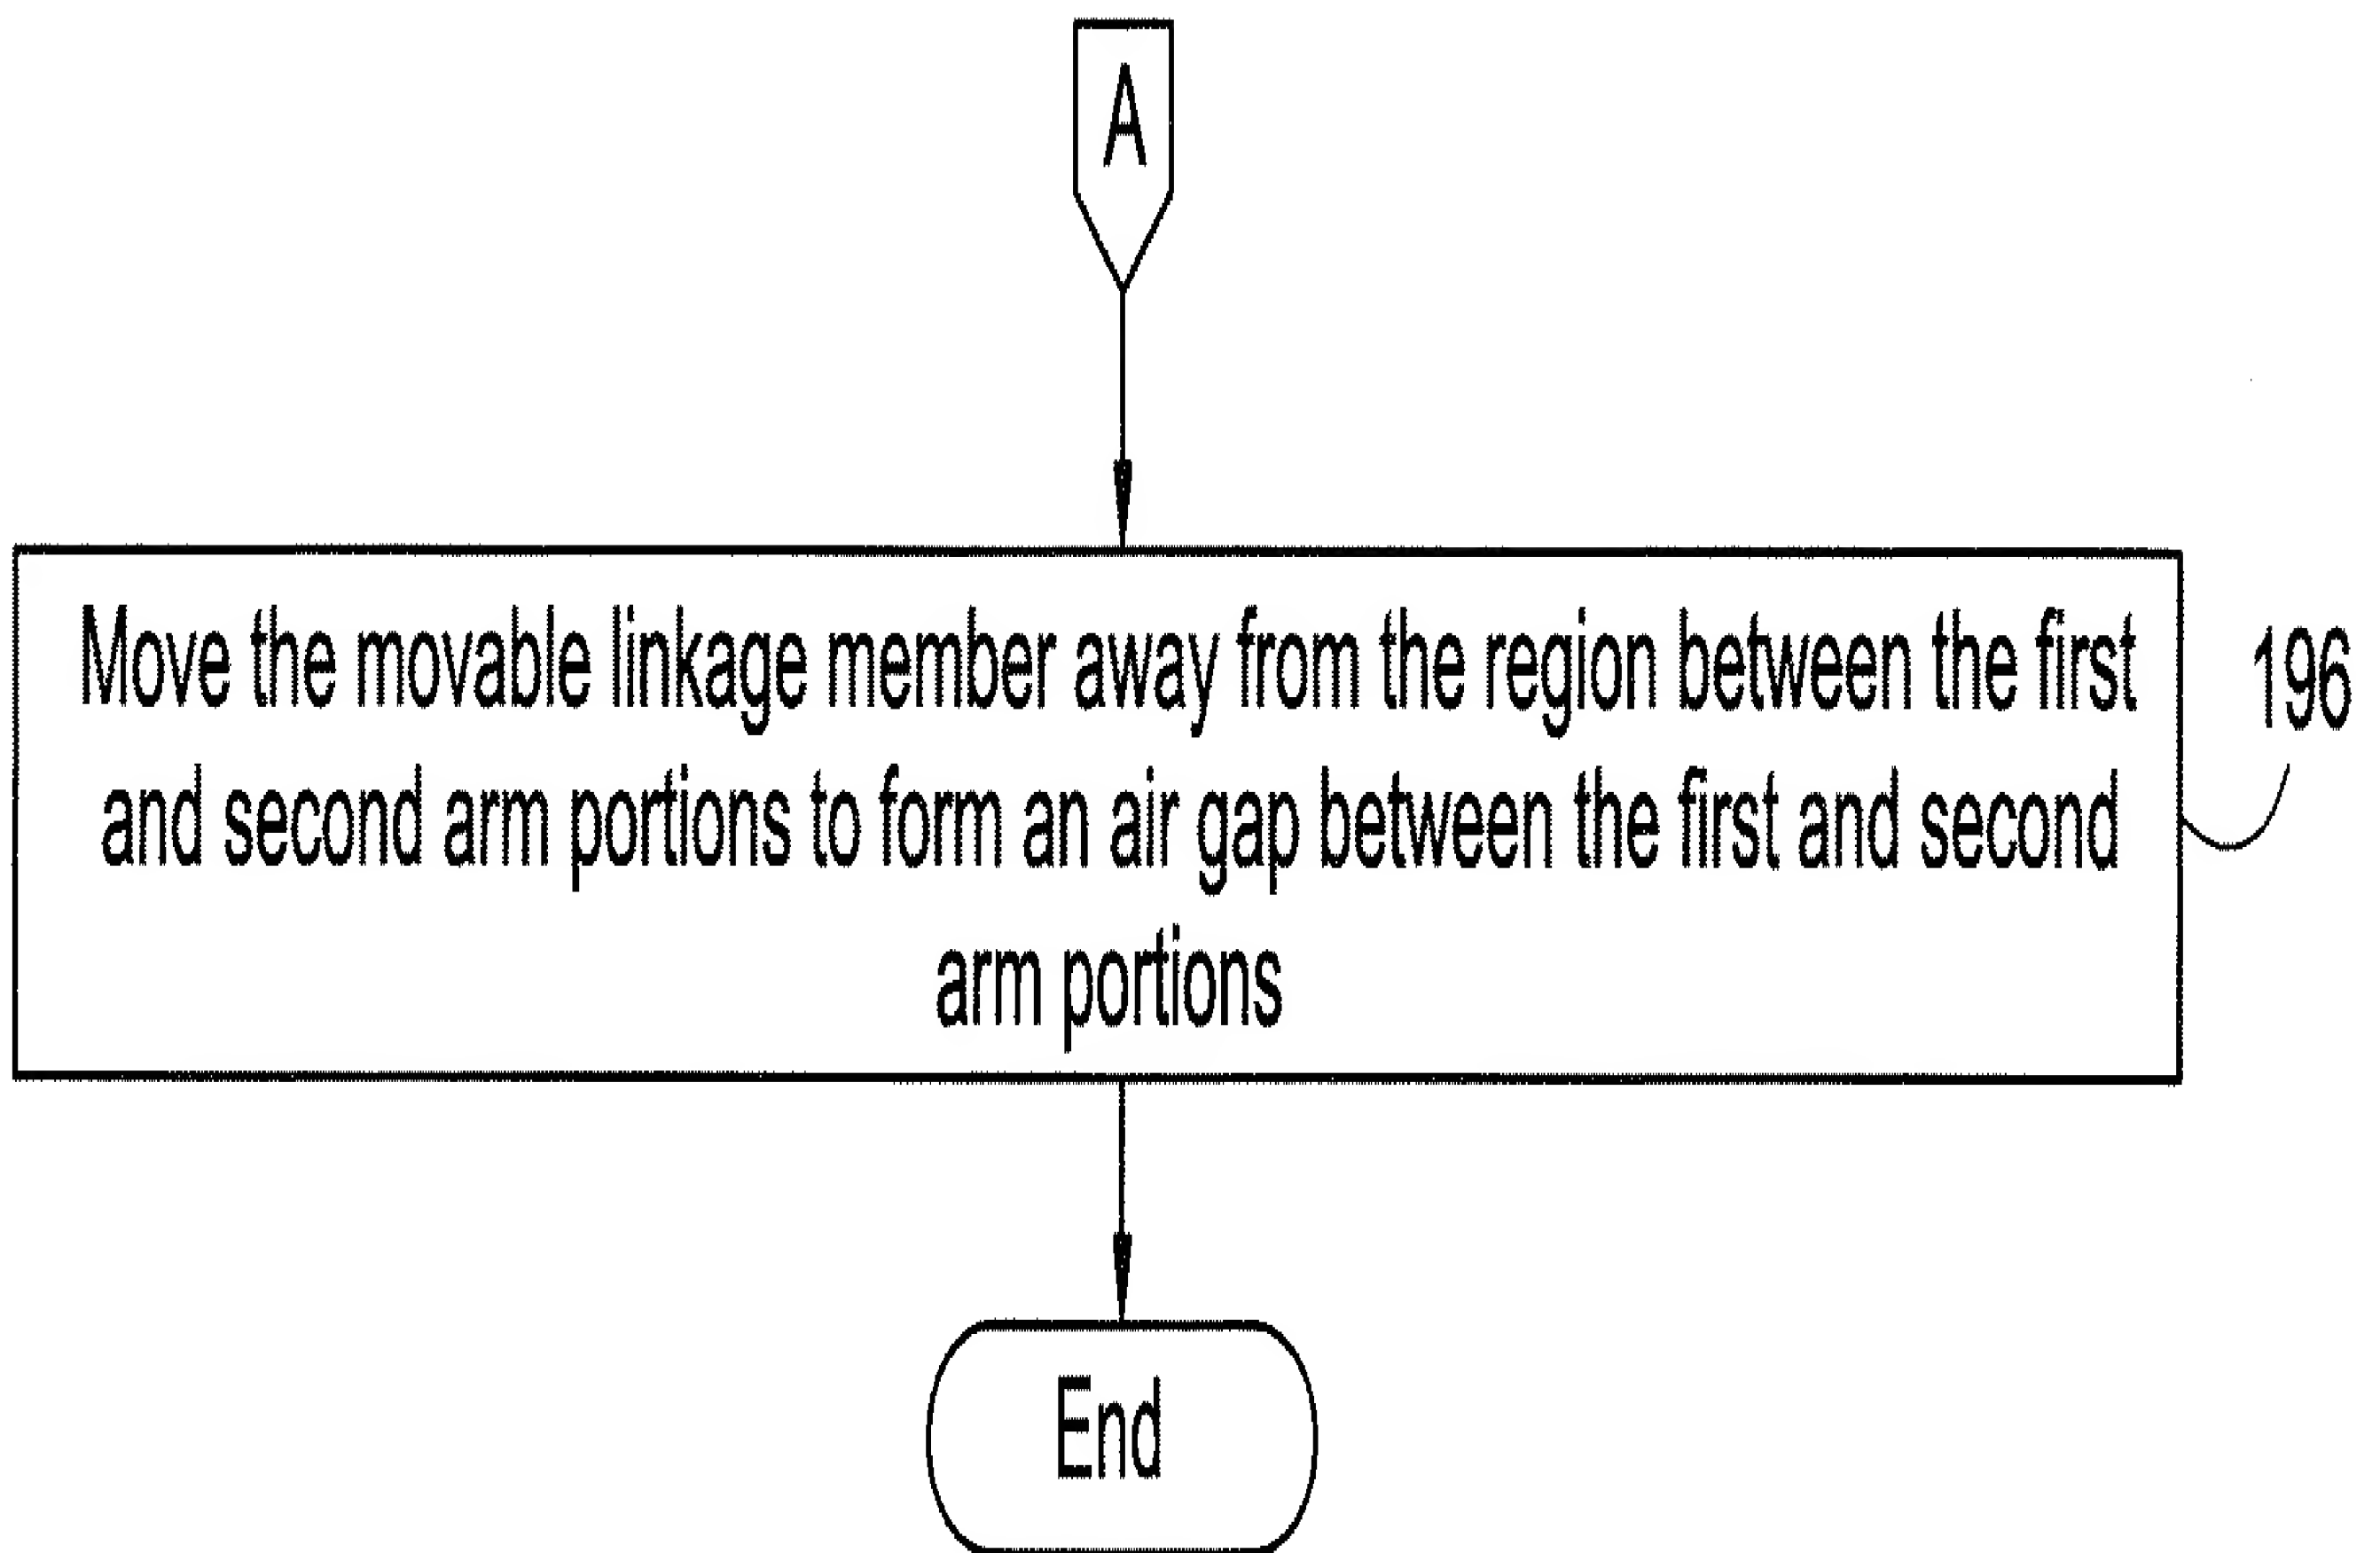 A
Move the movable linkage member away from the region between the first
and second arm portions to form an air gap between the first and second
arm portions
196
End